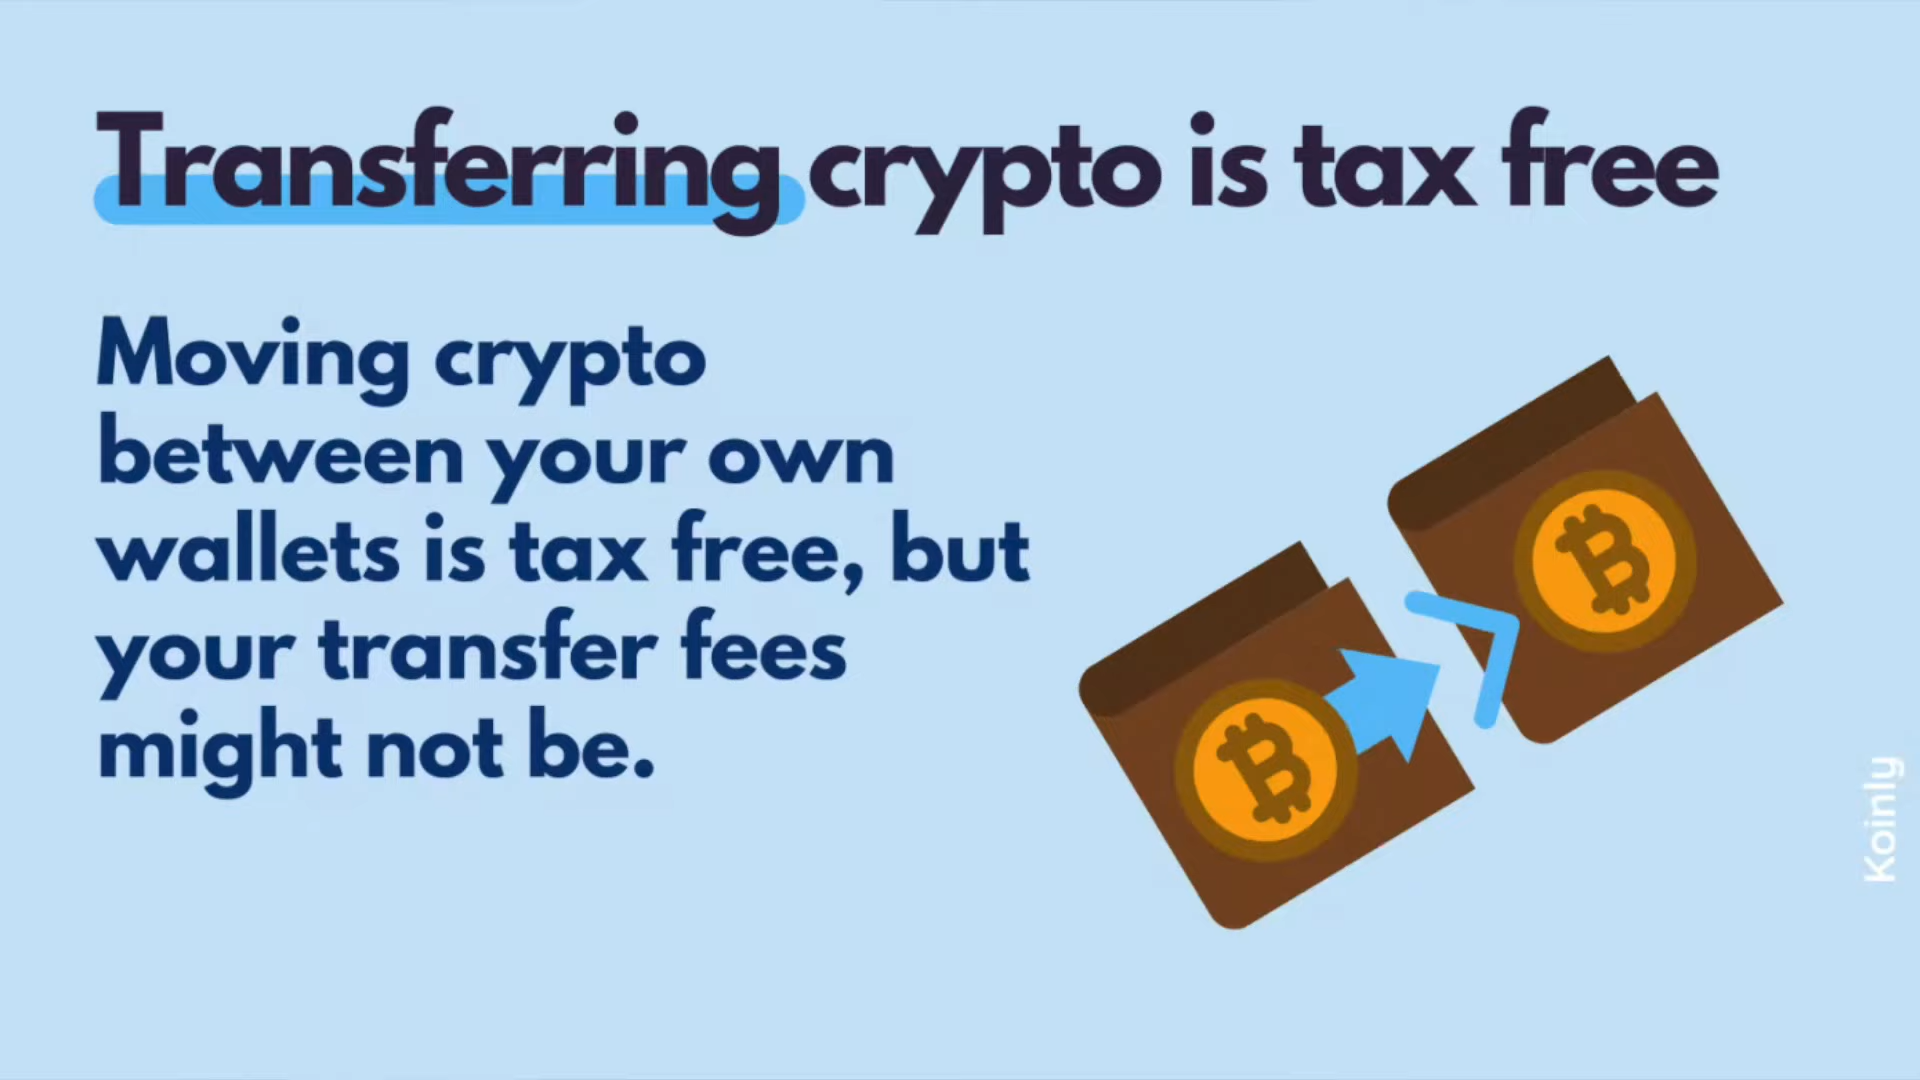 Transferring crypto is tax free
Moving crypto
between your own
wallets is tax free, but
your transfer fees
might not be.
Koinly